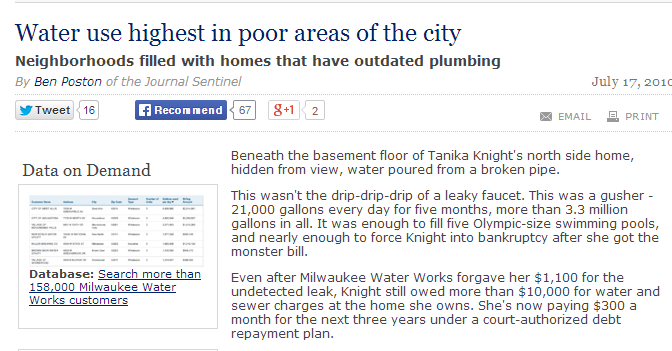 Water use highest in poor areas of the city
Neighborhoods filled with homes that have outdated plumbing
By Ben Poston of the Journal Sentinel
July 17, 2010
Tweet 16
Recommend 67
g+1 2
EMAIL PRINT
Data on Demand
Database: Search more than
158,000 Milwaukee Water
Works customers
Beneath the basement floor of Tanika Knight's north side home,
hidden from view, water poured from a broken pipe.
This wasn't the drip-drip-drip of a leaky faucet. This was a gusher -
21,000 gallons every day for five months, more than 3.3 million
gallons in all. It was enough to fill five Olympic-size swimming pools,
and nearly enough to force Knight into bankruptcy after she got the
monster bill.
Even after Milwaukee Water Works forgave her $1,100 for the
undetected leak, Knight still owed more than $10,000 for water and
sewer charges at the home she owns. She's now paying $300 a
month for the next three years under a court-authorized debt
repayment plan.